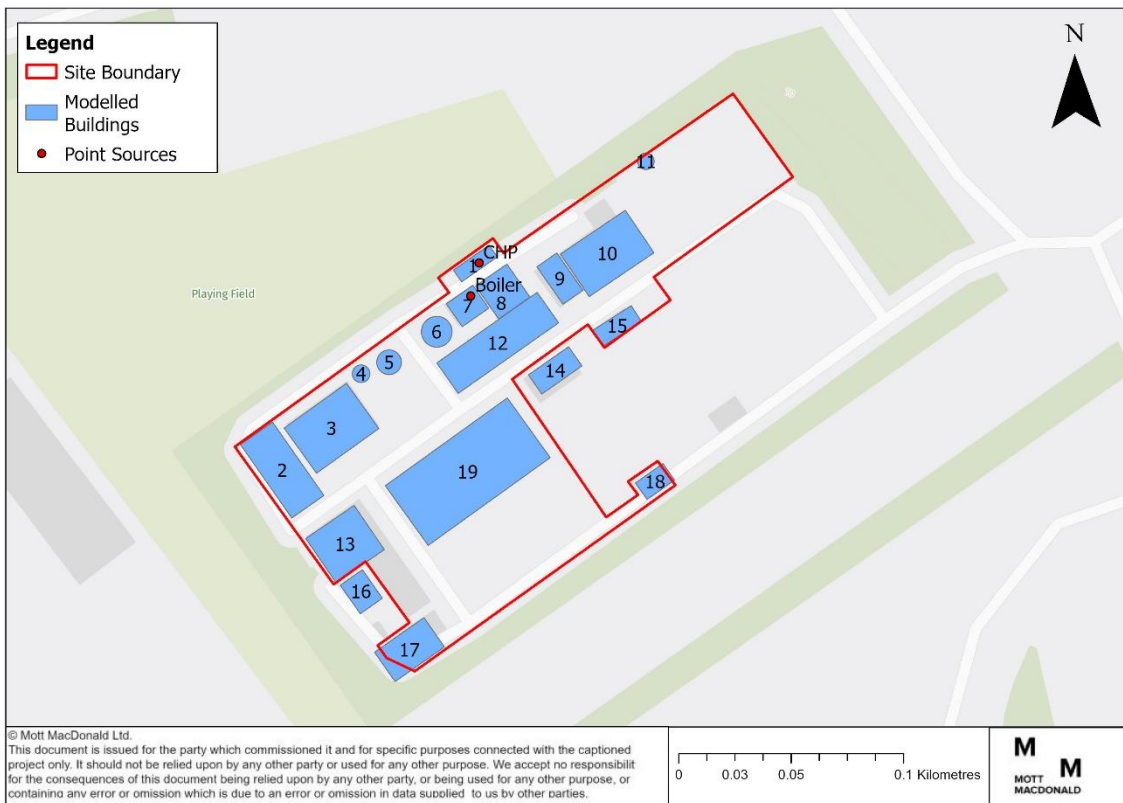 Legend
Site Boundary
Modelled
Buildings
Point Sources
N
11
10
CHP
1
Boiler
9
8
7
6
12
15
5
4
14
3
2
19
18
13
16
17
Playing Field
© Mott MacDonald Ltd.
This document is issued for the party which commissioned it and for specific purposes connected with the captioned
project only. It should not be relied upon by any other party or used for any other purpose. We accept no responsibilit
for the consequences of this document being relied upon by any other party, or being used for any other purpose, or
containing any error or omission which is due to an error or omission in data supplied to us by other parties.
0 0.03 0.05 0.1 Kilometres
M
M
MOTT
MACDONALD